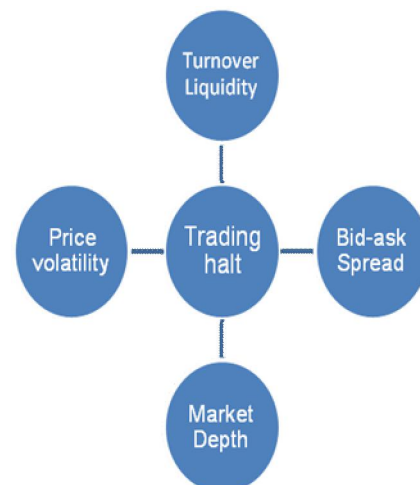 Turnover
Liquidity
Price
volatility
Trading
halt
Bid-ask
Spread
Market
Depth